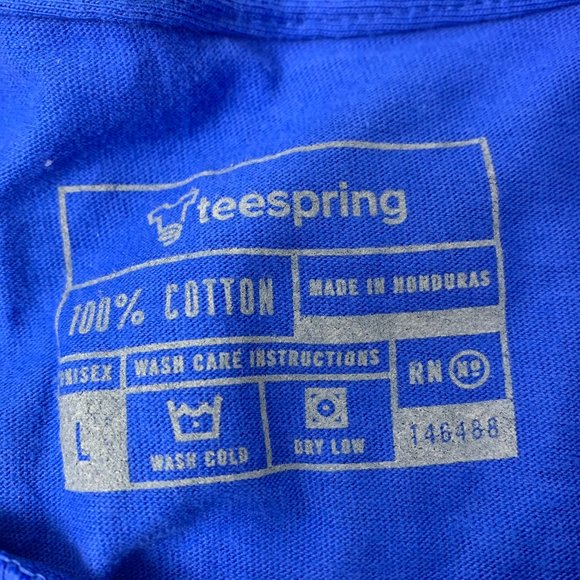 teespring
100% COTTON
MADE IN HONDURAS
UNISEX
WASH CARE INSTRUCTIONS
RN Nº
L
WASH COLD
DRY LOW
146488